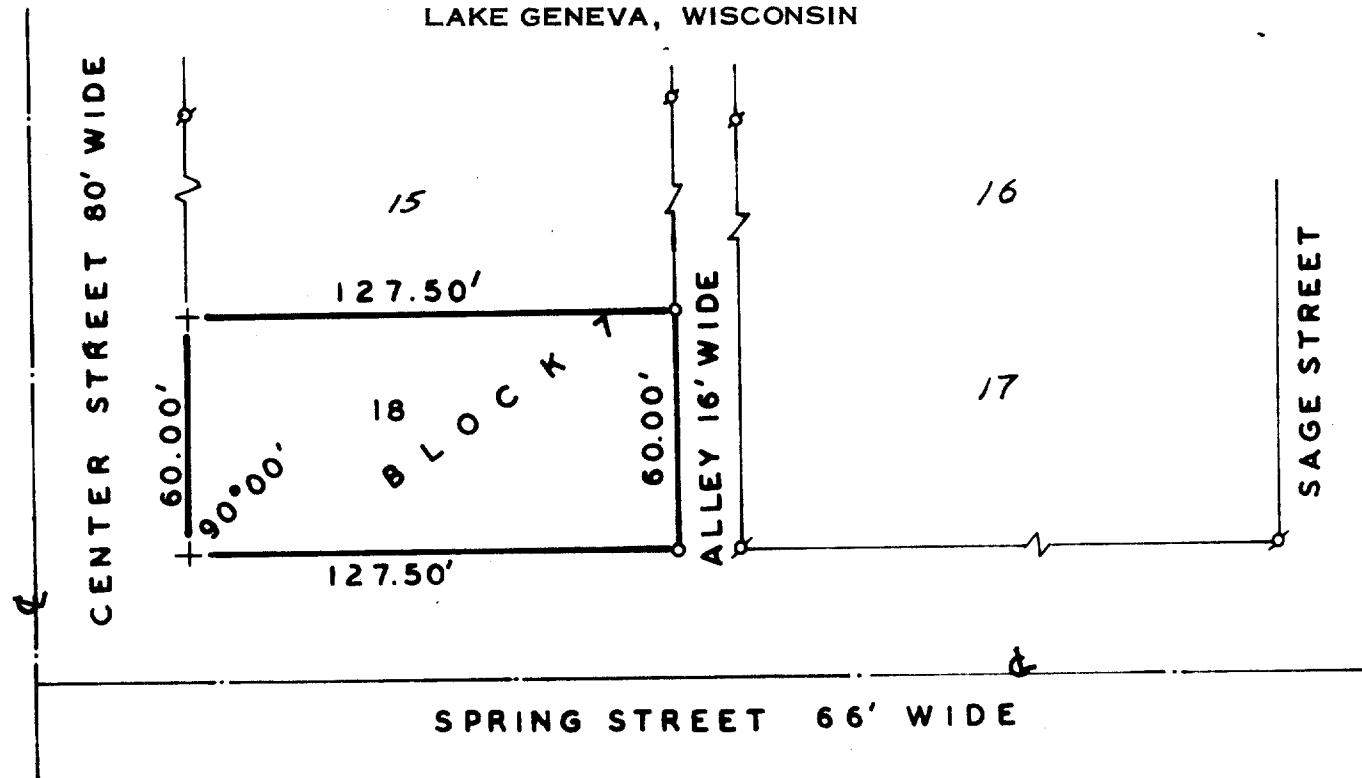 LAKE GENEVA, WISCONSIN
CENTER STREET 80' WIDE
15
16
127.50'
ALLEY 16' WIDE
SAGE STREET
60.00'
18
BLOCK 7
60.00'
17
90°00'
127.50'
℄
℄
SPRING STREET 66' WIDE